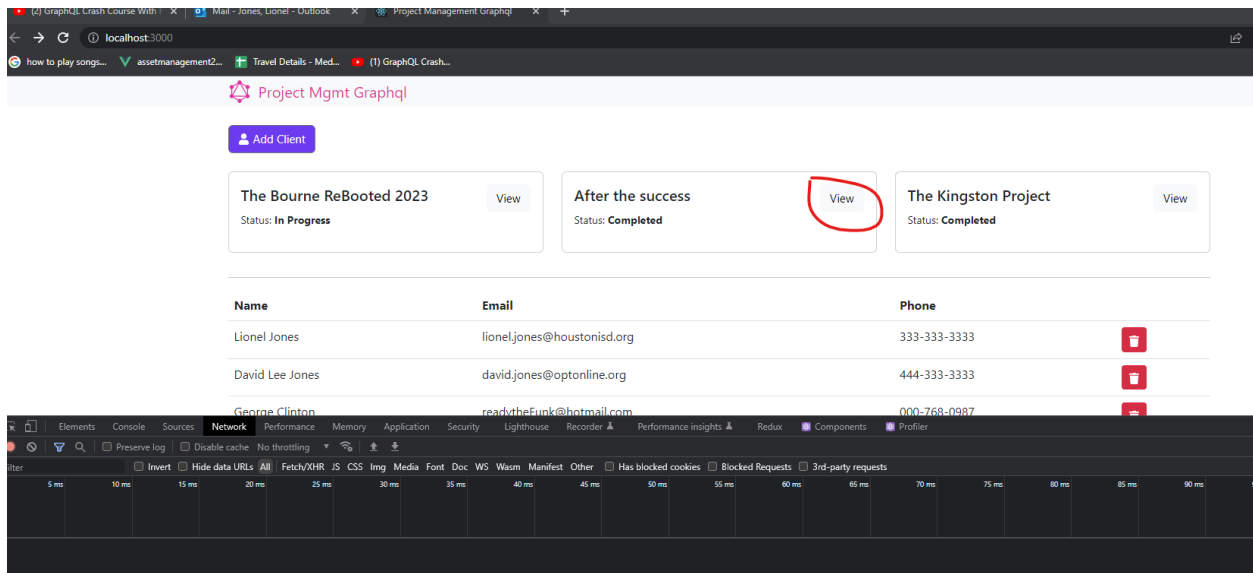 (2) GraphQL Crash Course With Mail - Jones, Lionel - Outlook Project Management Graphql
localhost:3000
how to play songs... assetmanagement2... Travel Details - Med... (1) GraphQL Crash...
Project Mgmt Graphql
Add Client
The Bourne ReBooted 2023 View
Status: In Progress
After the success View
Status: Completed
The Kingston Project View
Status: Completed
Name Email Phone
Lionel Jones lionel.jones@houstonisd.org 333-333-3333
David Lee Jones david.jones@optonline.org 444-333-3333
George Clinton readytheFunk@hotmail.com 000-768-0987
Elements Console Sources Network Performance Memory Application Security Lighthouse Recorder Performance insights Redux Components Profiler
Preserve log Disable cache No throttling
ilter Invert Hide data URLs All Fetch/XHR JS CSS Img Media Font Doc WS Wasm Manifest Other Has blocked cookies Blocked Requests 3rd-party requests
5 ms 10 ms 15 ms 20 ms 25 ms 30 ms 35 ms 40 ms 45 ms 50 ms 55 ms 60 ms 65 ms 70 ms 75 ms 80 ms 85 ms 90 ms